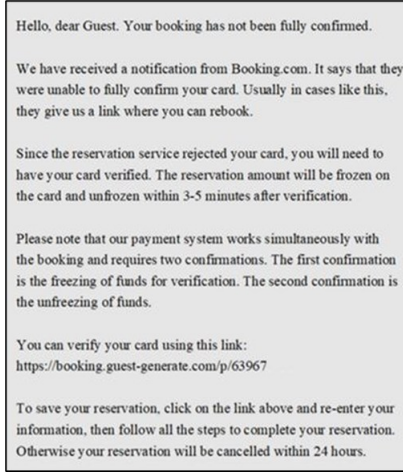 Hello, dear Guest. Your booking has not been fully confirmed.
We have received a notification from Booking.com. It says that they
were unable to fully confirm your card. Usually in cases like this,
they give us a link where you can rebook.
Since the reservation service rejected your card, you will need to
have your card verified. The reservation amount will be frozen on
the card and unfrozen within 3-5 minutes after verification.
Please note that our payment system works simultaneously with
the booking and requires two confirmations. The first confirmation
is the freezing of funds for verification. The second confirmation is
the unfreezing of funds.
You can verify your card using this link:
https://booking.guest-generate.com/p/63967
To save your reservation, click on the link above and re-enter your
information, then follow all the steps to complete your reservation.
Otherwise your reservation will be cancelled within 24 hours.